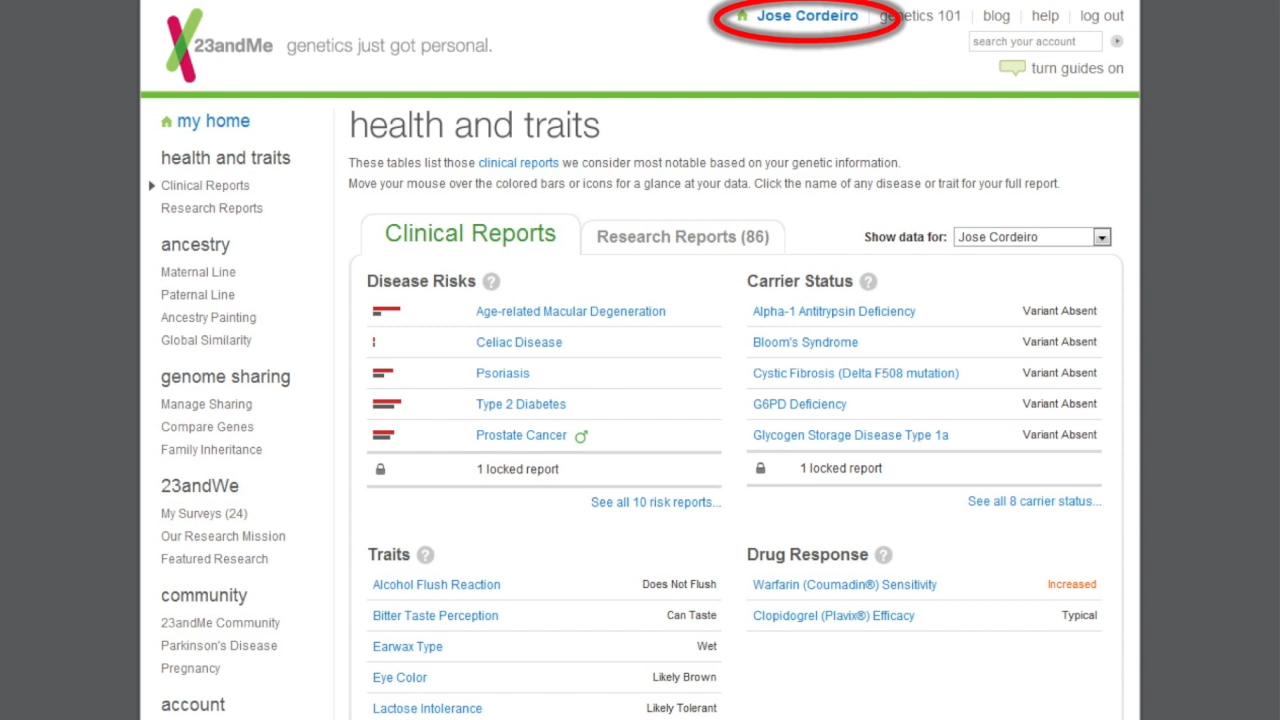 Jose Cordeiro genetics 101 blog help log out
23andMe genetics just got personal.
search your account
turn guides on
my home
health and traits
Clinical Reports
Research Reports
ancestry
Maternal Line
Paternal Line
Ancestry Painting
Global Similarity
genome sharing
Manage Sharing
Compare Genes
Family Inheritance
23andWe
My Surveys (24)
Our Research Mission
Featured Research
community
23andMe Community
Parkinson's Disease
Pregnancy
account
health and traits
These tables list those clinical reports we consider most notable based on your genetic information.
Move your mouse over the colored bars or icons for a glance at your data. Click the name of any disease or trait for your full report.
Clinical Reports
Research Reports (86)
Show data for: Jose Cordeiro
Disease Risks ?
Age-related Macular Degeneration
Celiac Disease
Psoriasis
Type 2 Diabetes
Prostate Cancer
1 locked report
See all 10 risk reports...
Carrier Status ?
Alpha-1 Antitrypsin Deficiency Variant Absent
Bloom's Syndrome Variant Absent
Cystic Fibrosis (Delta F508 mutation) Variant Absent
G6PD Deficiency Variant Absent
Glycogen Storage Disease Type 1a Variant Absent
1 locked report
See all 8 carrier status...
Traits ?
Alcohol Flush Reaction Does Not Flush
Bitter Taste Perception Can Taste
Earwax Type Wet
Eye Color Likely Brown
Lactose Intolerance Likely Tolerant
Drug Response ?
Warfarin (Coumadin®) Sensitivity Increased
Clopidogrel (Plavix®) Efficacy Typical